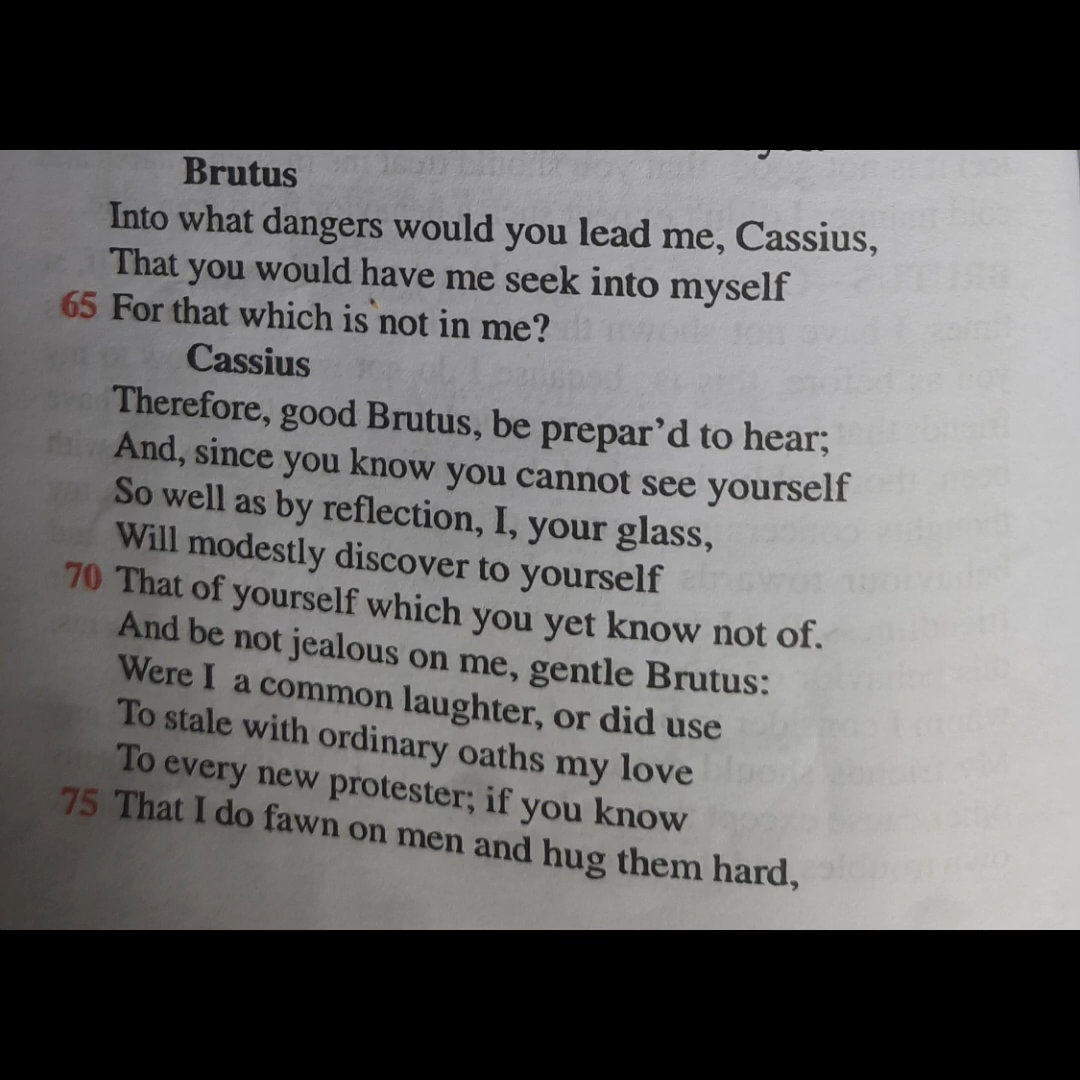 Brutus
Into what dangers would you lead me, Cassius,
That you would have me seek into myself
65 For that which is not in me?
Cassius
Therefore, good Brutus, be prepar’d to hear;
And, since you know you cannot see yourself
So well as by reflection, I, your glass,
Will modestly discover to yourself
70 That of yourself which you yet know not of.
And be not jealous on me, gentle Brutus:
Were I a common laughter, or did use
To stale with ordinary oaths my love
To every new protester; if you know
75 That I do fawn on men and hug them hard,